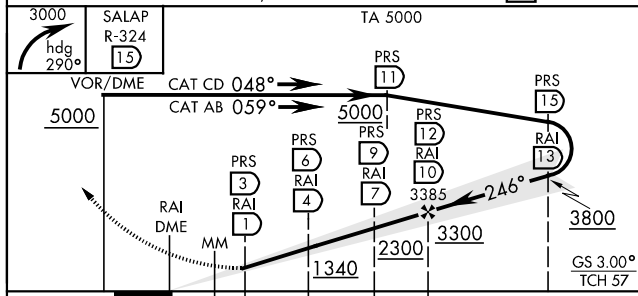 3000
hdg
290°
SALAP
R-324
15
TA 5000
VOR/DME
CAT CD 048°
CAT AB 059°
5000
5000
PRS
11
PRS
15
RAI
13
PRS
12
RAI
10
PRS
9
RAI
7
PRS
6
RAI
4
PRS
3
RAI
1
RAI
DME
MM
3385
246°
3800
3300
2300
1340
GS 3.00°
TCH 57